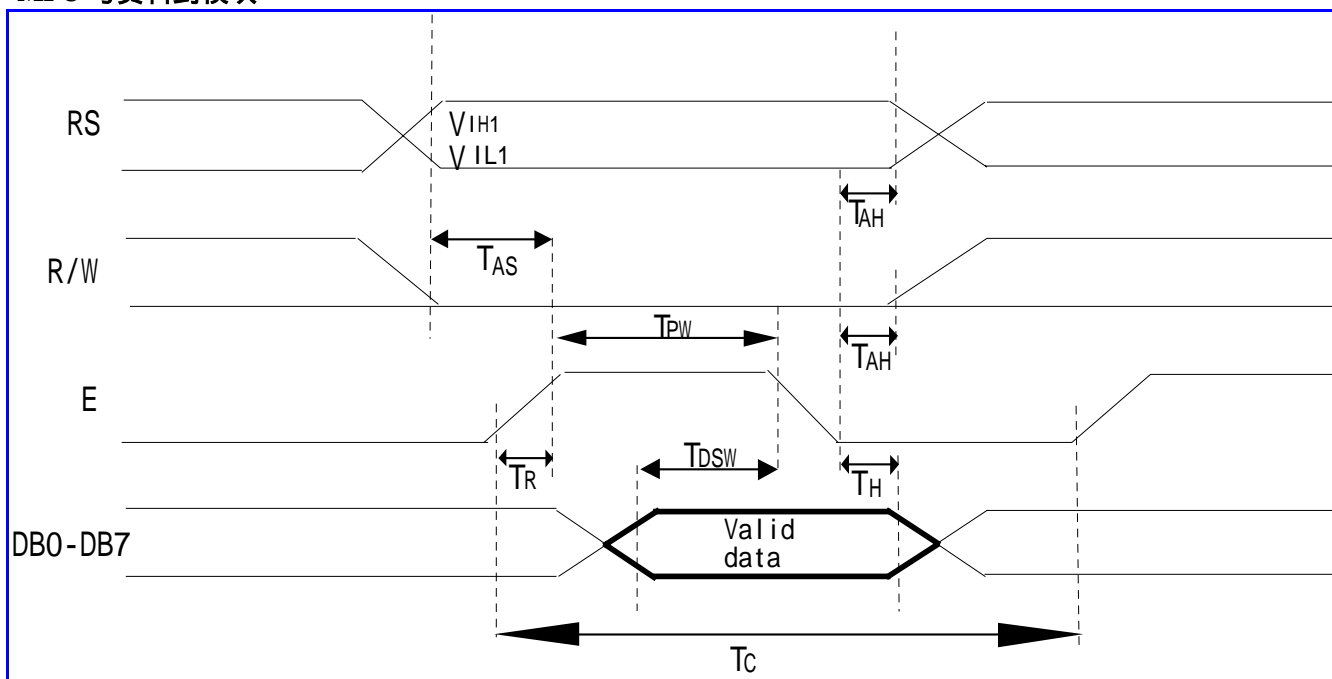 RS
VIH1
VIL1
TAH
TAS
R/W
TPW
TAH
E
TR
TDSW
TH
DB0-DB7
Valid
data
TC